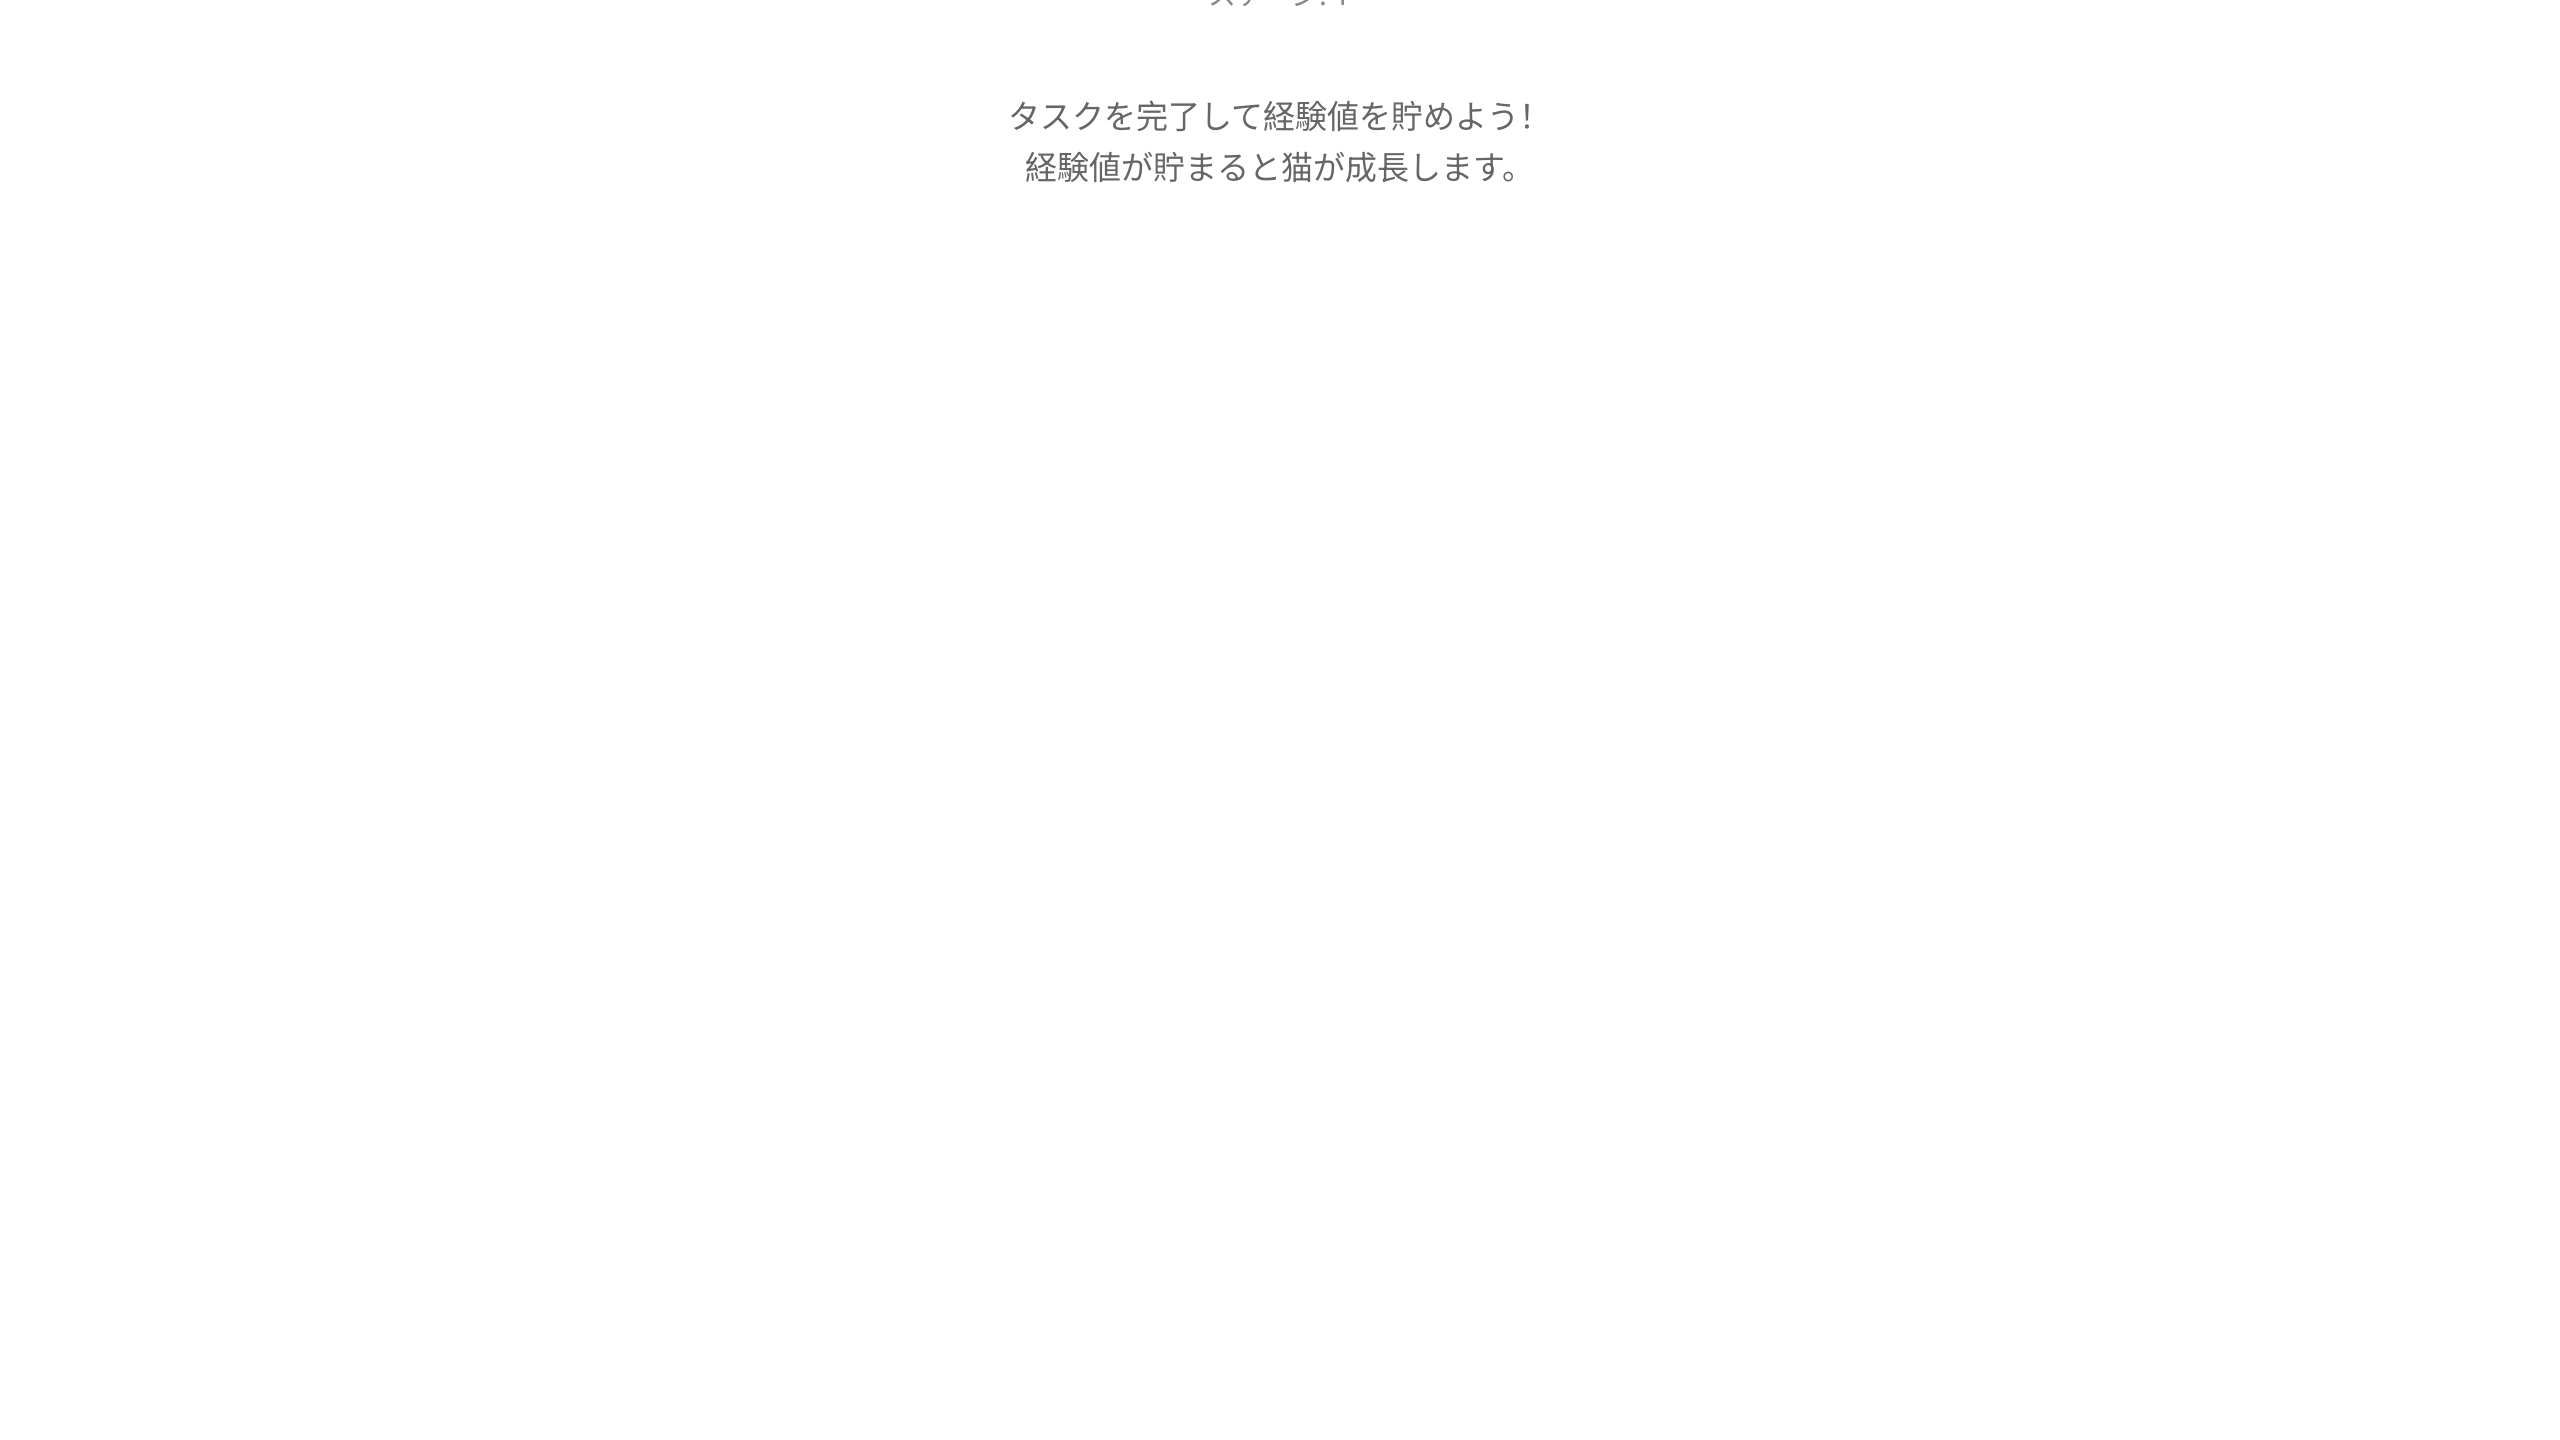 タスクを完了して経験値を貯めよう！
経験値が貯まると猫が成長します。